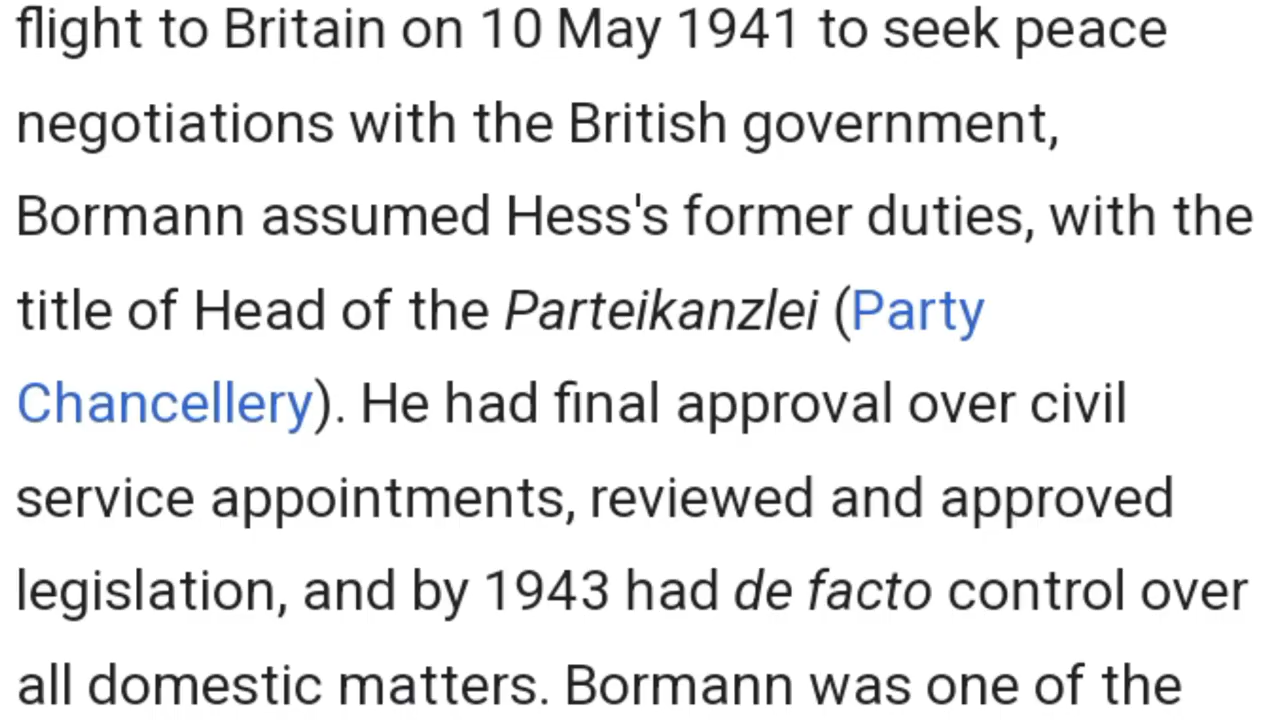 flight to Britain on 10 May 1941 to seek peace
negotiations with the British government,
Bormann assumed Hess's former duties, with the
title of Head of the Parteikanzlei (Party
Chancellery). He had final approval over civil
service appointments, reviewed and approved
legislation, and by 1943 had de facto control over
all domestic matters. Bormann was one of the